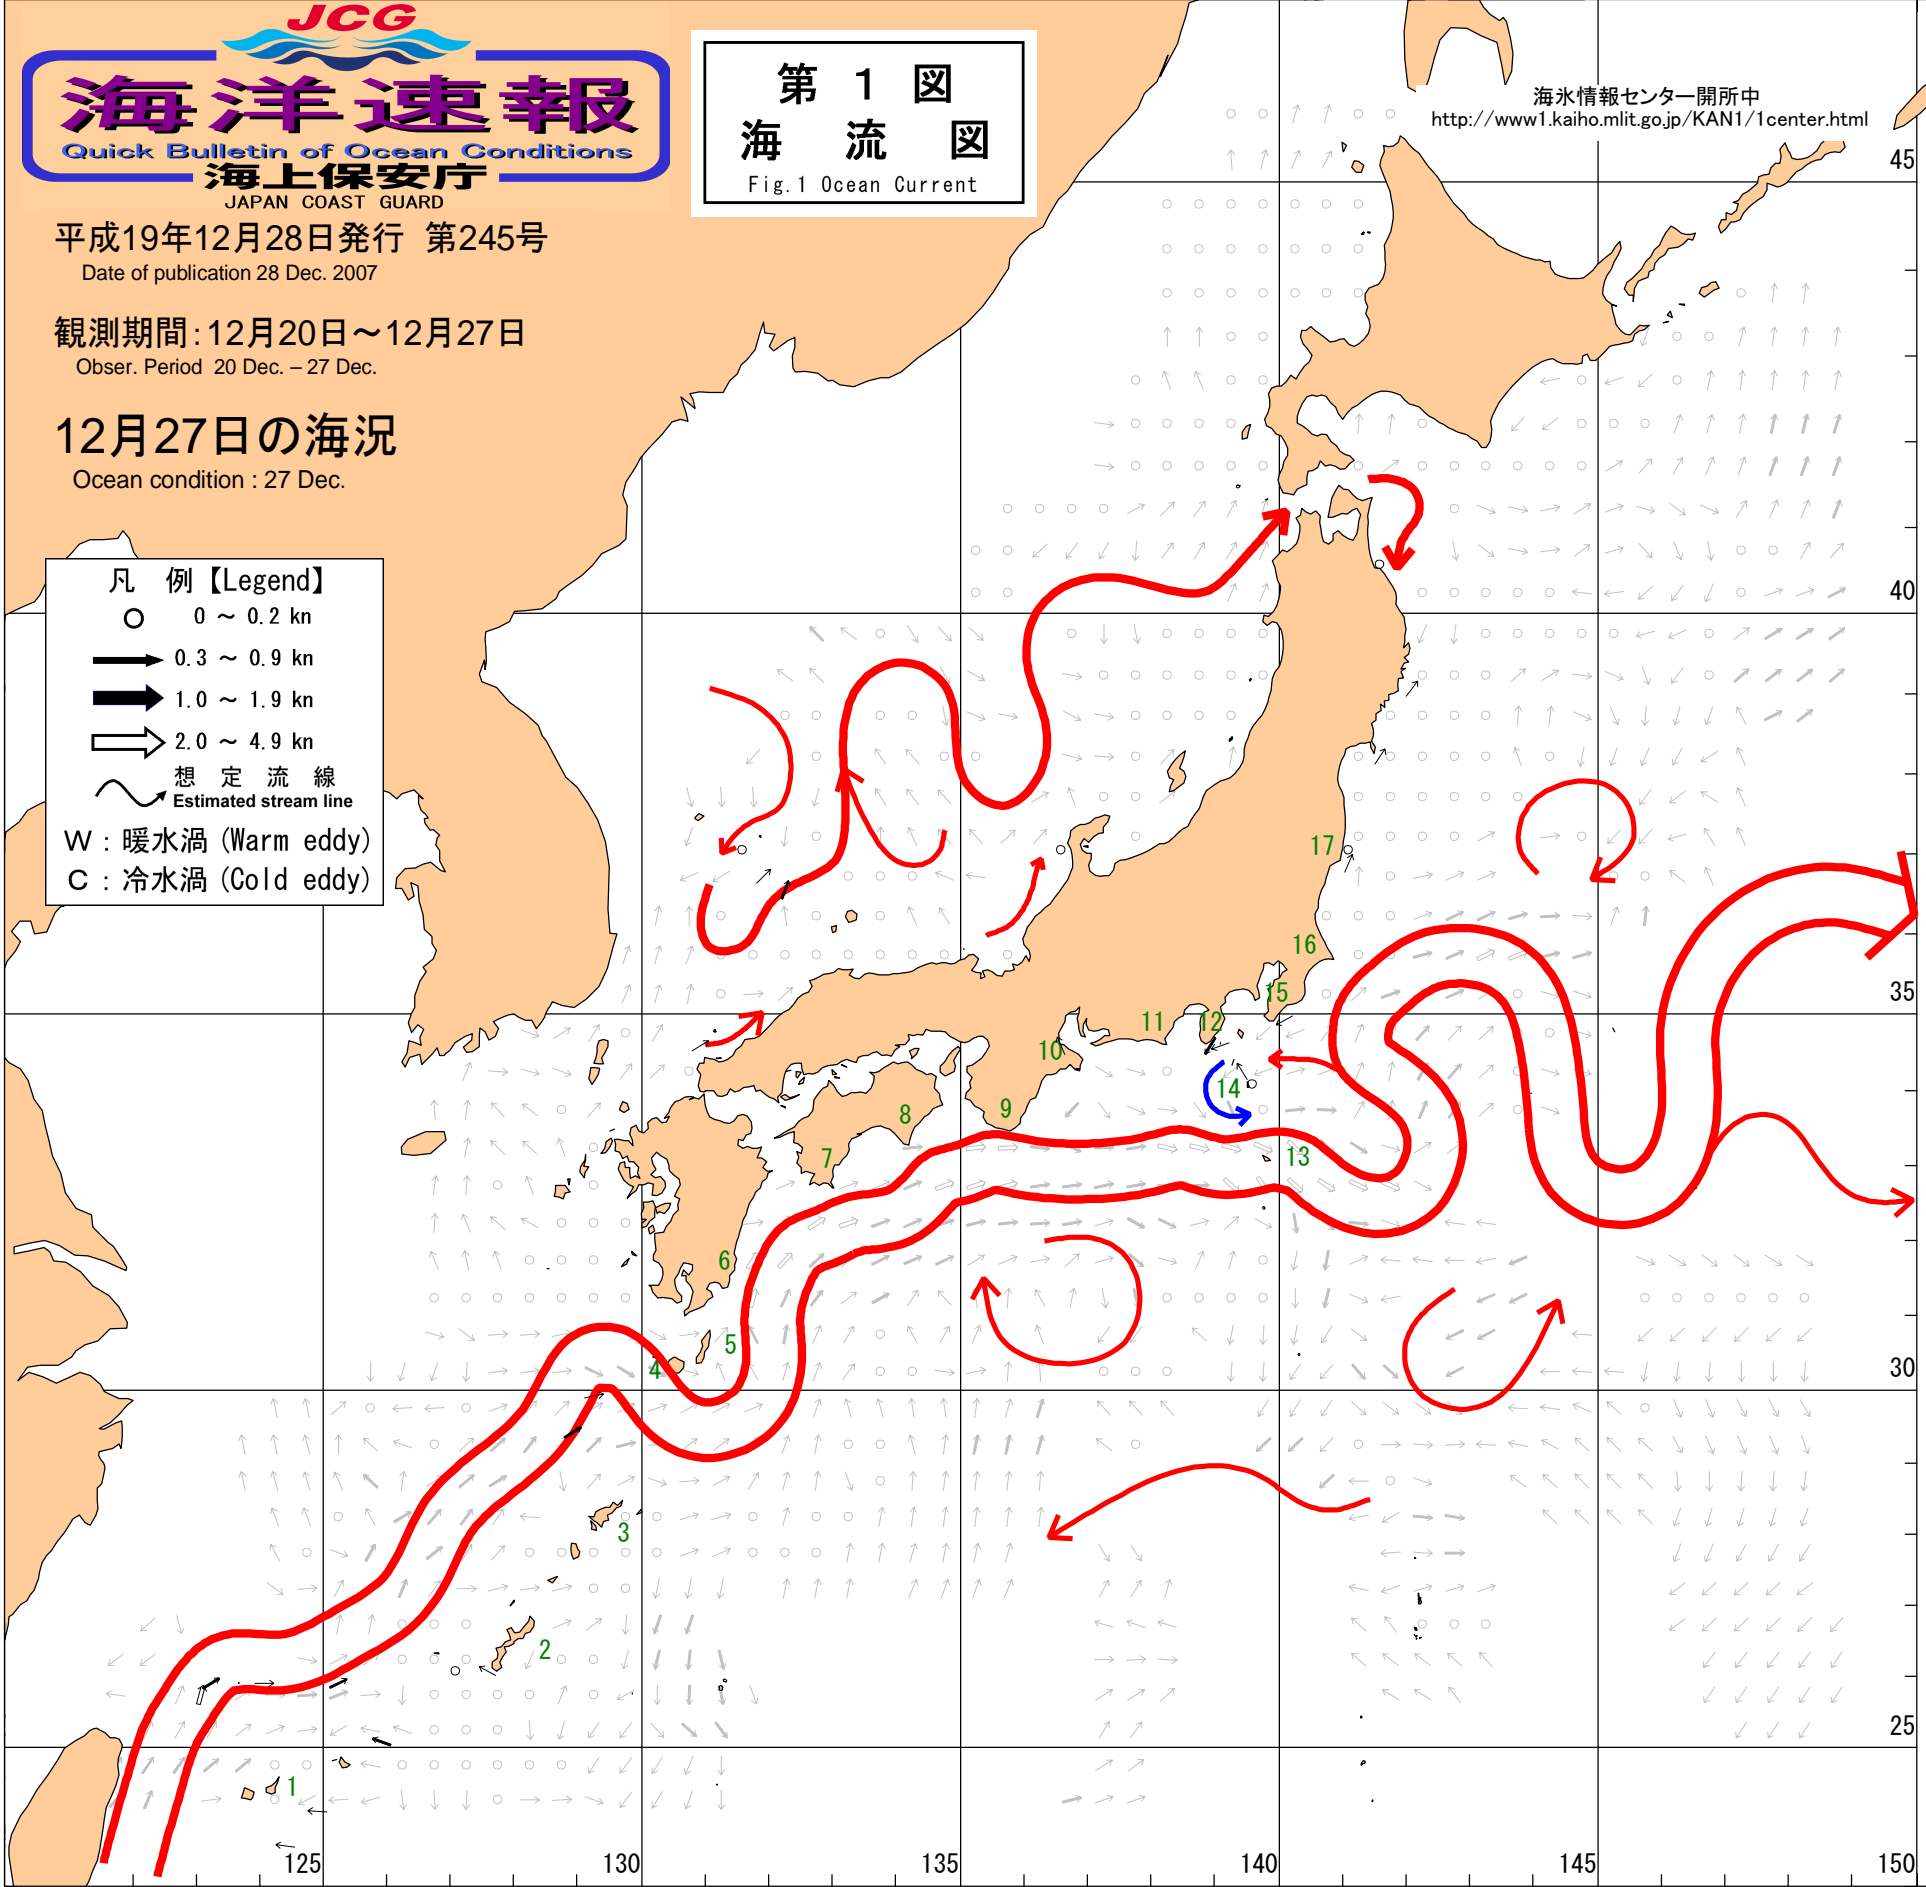 JCG
海洋速報
Quick Bulletin of Ocean Conditions
海上保安庁
JAPAN COAST GUARD
平成19年12月28日発行 第245号
Date of publication 28 Dec. 2007
観測期間:12月20日～12月27日
Obser. Period 20 Dec. – 27 Dec.
12月27日の海況
Ocean condition : 27 Dec.
第 1 図
海 流 図
Fig.1 Ocean Current
海氷情報センター開所中
http://www1.kaiho.mlit.go.jp/KAN1/1center.html
凡 例【Legend】
0 ～ 0.2 kn
0.3 ～ 0.9 kn
1.0 ～ 1.9 kn
2.0 ～ 4.9 kn
想 定 流 線
Estimated stream line
W : 暖水渦 (Warm eddy)
C : 冷水渦 (Cold eddy)
45
40
35
30
25
17
16
15
14
13
12
11
10
9
8
7
6
5
4
3
2
1
125
130
135
140
145
150